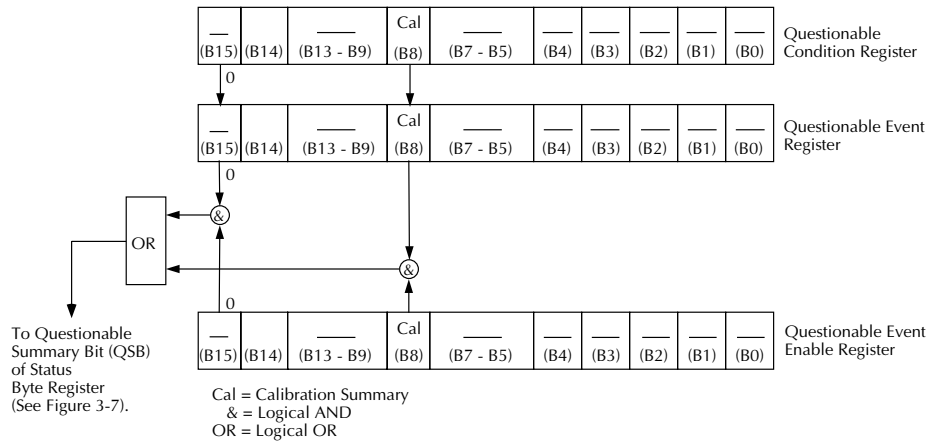 Cal
(B15) (B14) (B13 - B9) (B8) (B7 - B5) (B4) (B3) (B2) (B1) (B0)
Questionable
Condition Register
0
Cal
(B15) (B14) (B13 - B9) (B8) (B7 - B5) (B4) (B3) (B2) (B1) (B0)
Questionable Event
Register
0
&
OR
&
0
Cal
(B15) (B14) (B13 - B9) (B8) (B7 - B5) (B4) (B3) (B2) (B1) (B0)
Questionable Event
Enable Register
To Questionable
Summary Bit (QSB)
of Status
Byte Register
(See Figure 3-7).
Cal = Calibration Summary
& = Logical AND
OR = Logical OR